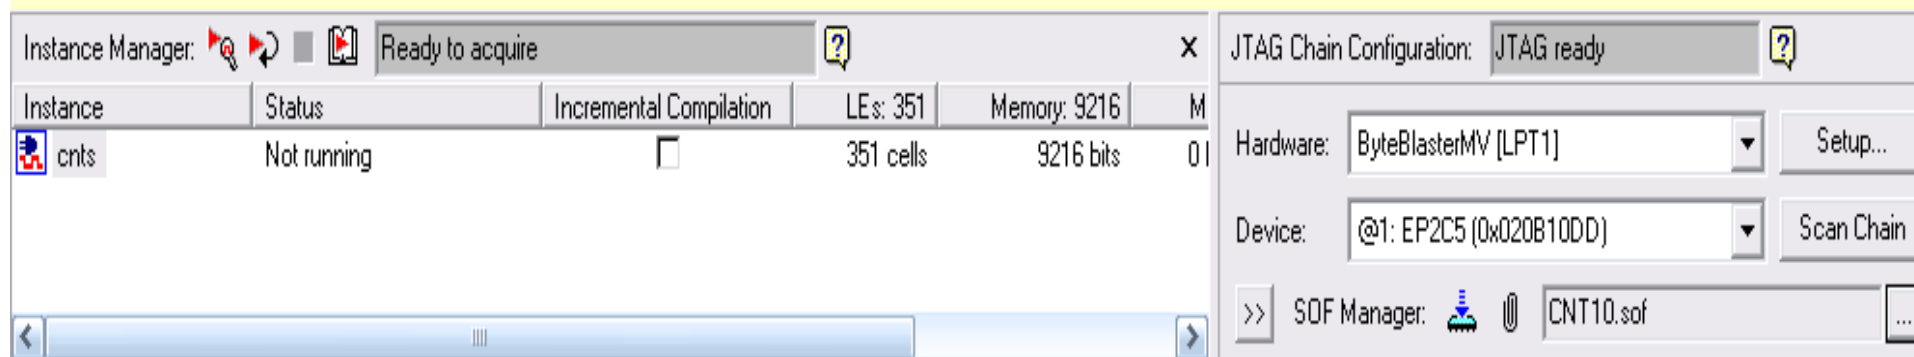 Instance Manager: Ready to acquire ? x
Instance Status Incremental Compilation LEs: 351 Memory: 9216 M
cnts Not running 351 cells 9216 bits 0
JTAG Chain Configuration: JTAG ready ?
Hardware: ByteBlasterMV [LPT1] Setup...
Device: @1: EP2C5 (0x020B10DD) Scan Chain
>> SOF Manager: CNT10.sof ...